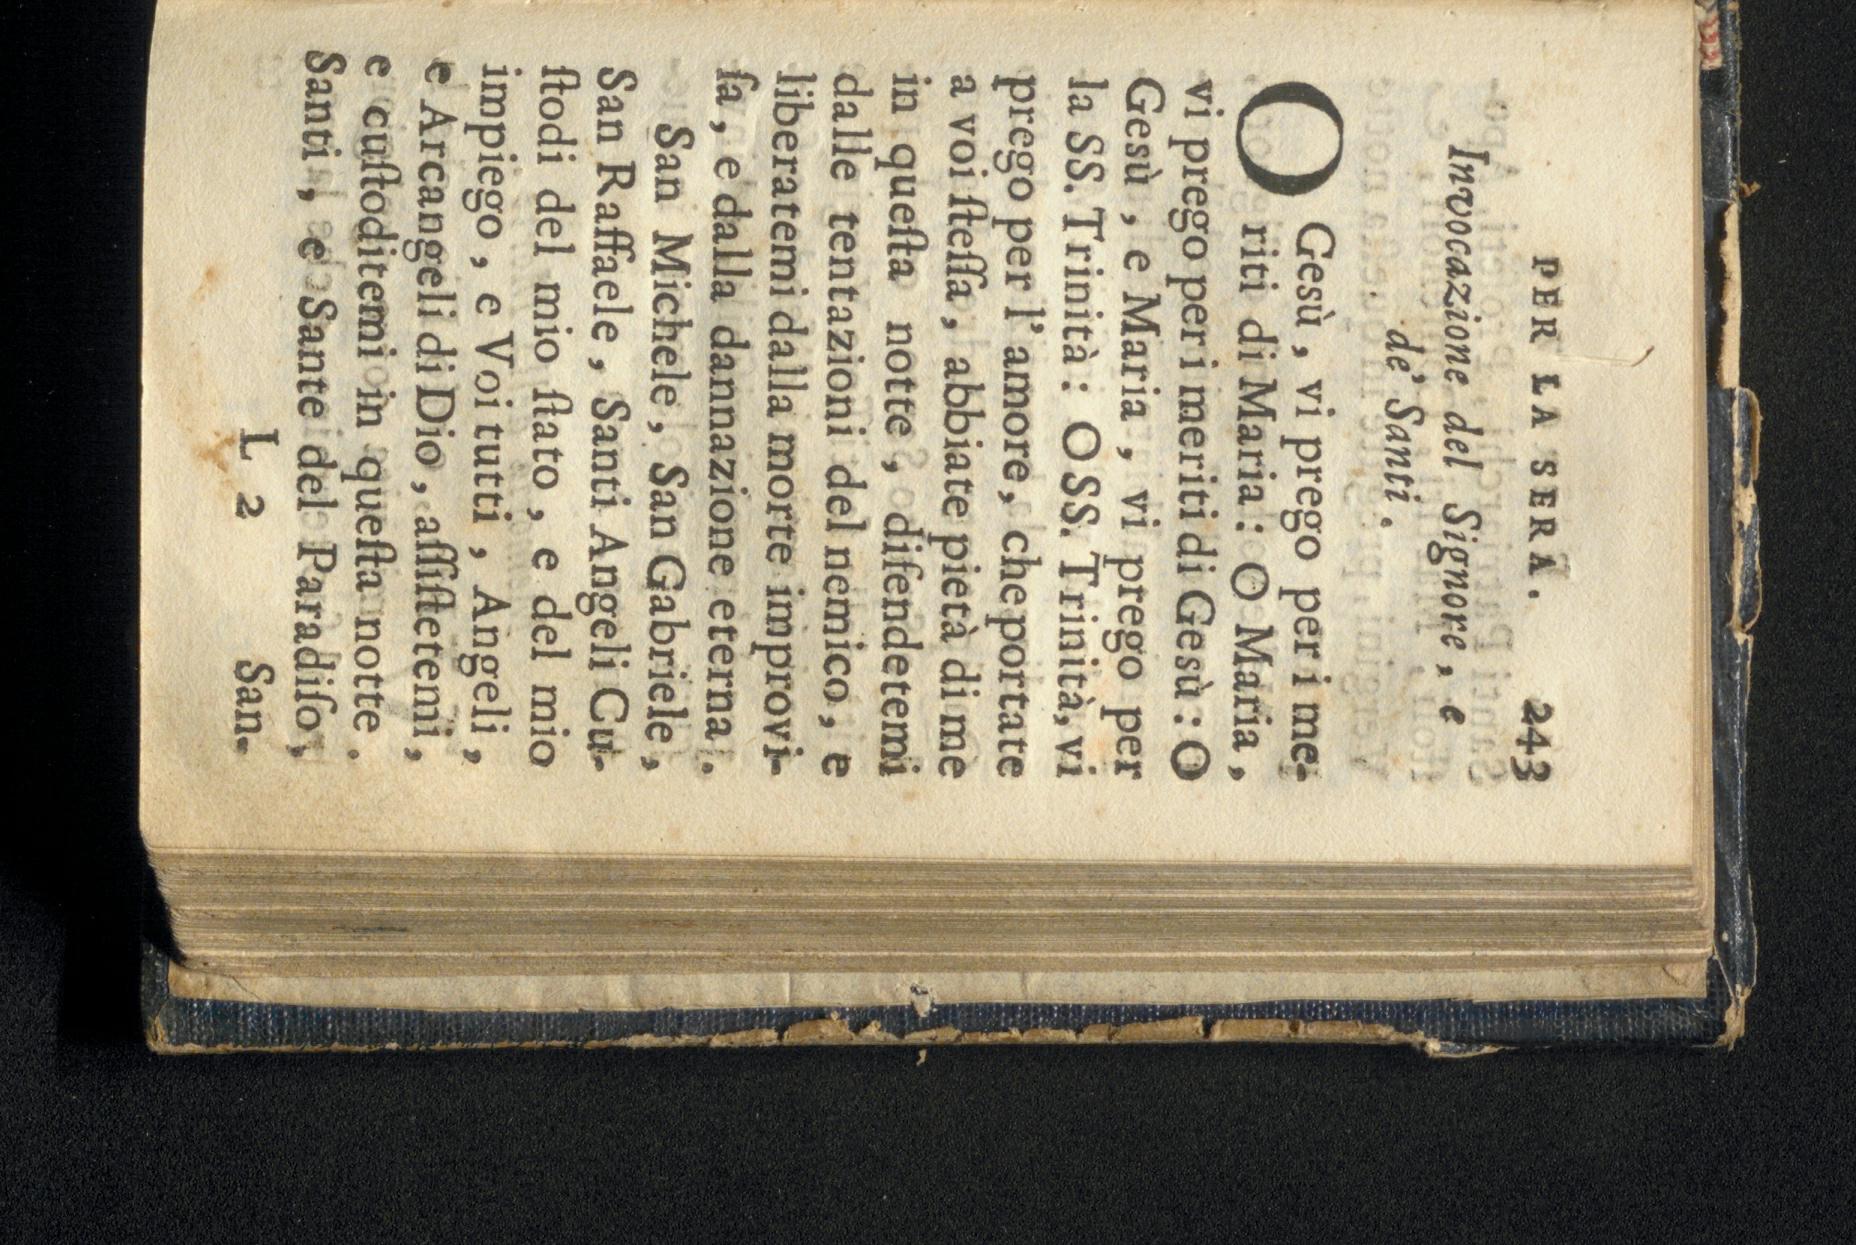 PER LA SERA. 243
Invocazione del Signore, e
de' Santi.
O Gesù, vi prego per i me-
riti di Maria: O Maria,
vi prego per i meriti di Gesù: O
Gesù, e Maria, vi prego per
la SS. Trinità: O SS. Trinità, vi
prego per l'amore, che portate
a voi ſteſſa, abbiate pietà di me
in queſta notte, difendetemi
dalle tentazioni del nemico, e
liberatemi dalla morte improvi-
ſa, e dalla dannazione eterna.
San Michele, San Gabriele,
San Raffaele, Santi Angeli Cu-
ſtodi del mio ſtato, e del mio
impiego, e Voi tutti, Angeli,
e Arcangeli di Dio, aſſiſtetemi,
e cuſtoditemi in queſta notte.
Santi, e Sante del Paradiſo,
L 2 San-